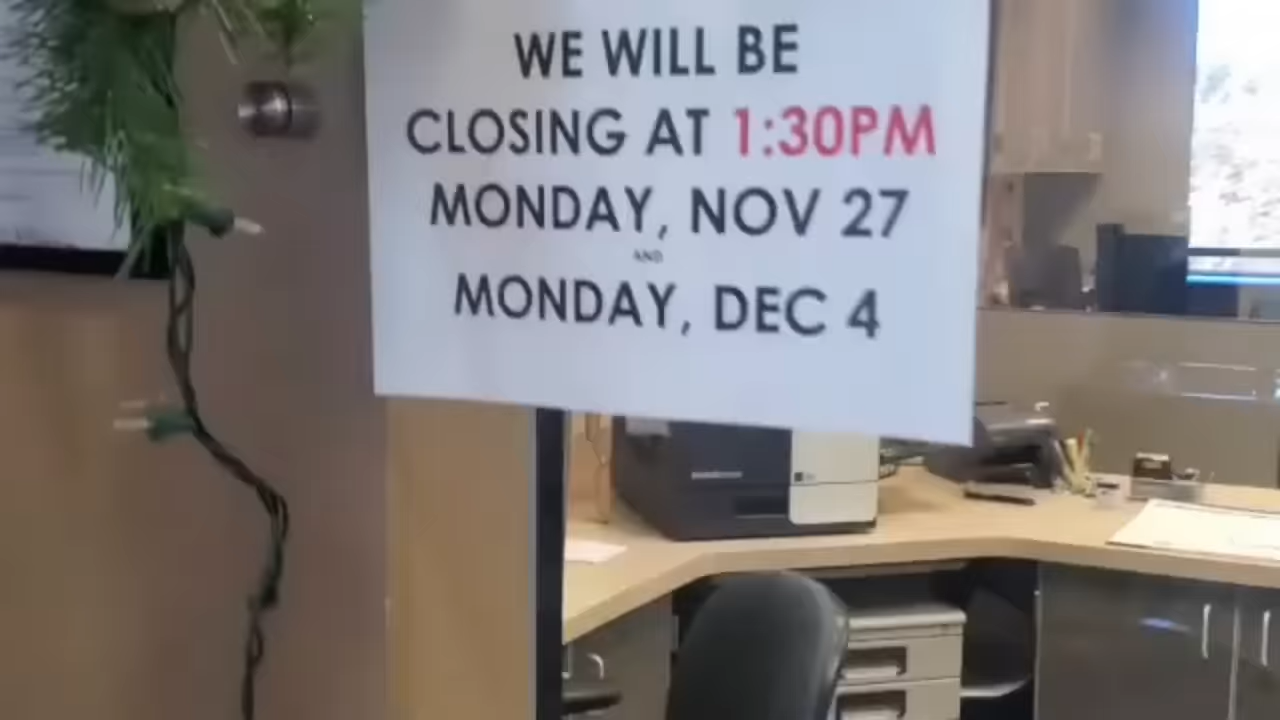 WE WILL BE
CLOSING AT 1:30PM
MONDAY, NOV 27
AND
MONDAY, DEC 4